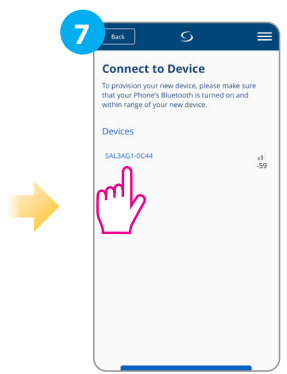 7
Back
Connect to Device
To provision your new device, please make sure
that your Phone's Bluetooth is turned on and
within range of your new device.
Devices
SAL3AG1-0C44
-59